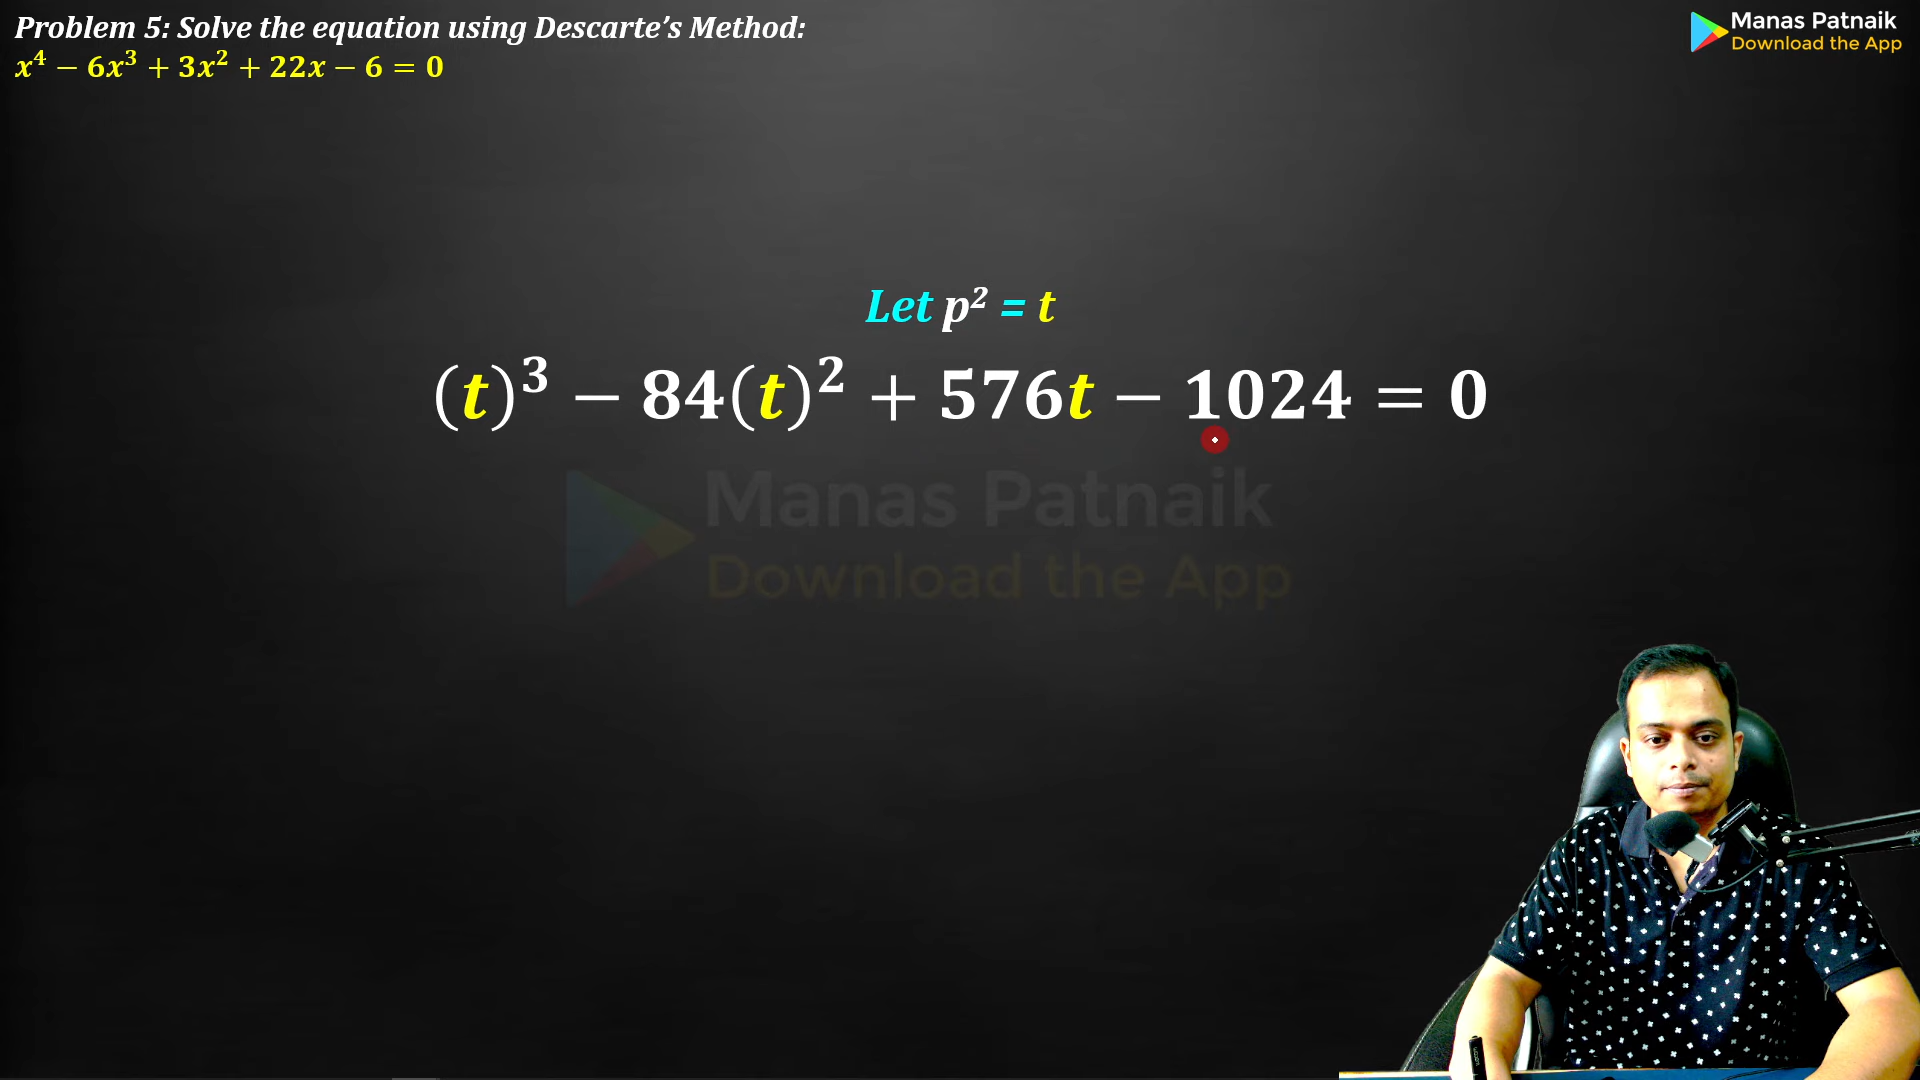 Problem 5: Solve the equation using Descarte's Method:
x⁴ − 6x³ + 3x² + 22x − 6 = 0
Manas Patnaik
Download the App
Let p² = t
(t)³ − 84(t)² + 576t − 1024 = 0
Manas Patnaik
Download the App